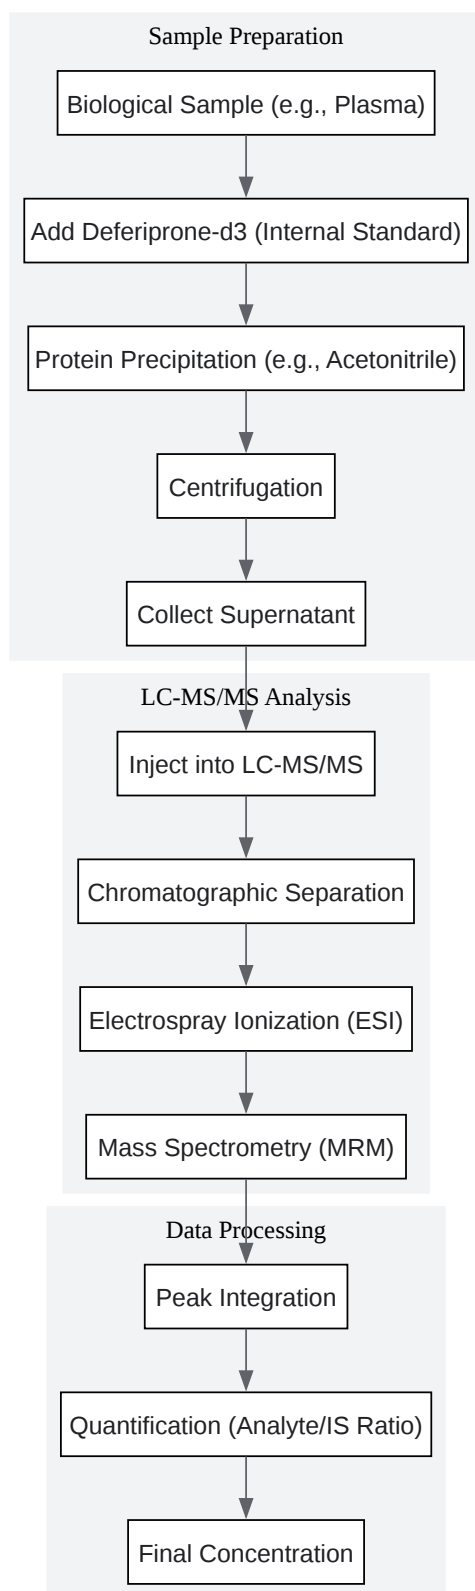 Sample Preparation
Biological Sample (e.g., Plasma)
Add Deferiprone-d3 (Internal Standard)
Protein Precipitation (e.g., Acetonitrile)
Centrifugation
Collect Supernatant
LC-MS/MS Analysis
Inject into LC-MS/MS
Chromatographic Separation
Electrospray Ionization (ESI)
Mass Spectrometry (MRM)
Data Processing
Peak Integration
Quantification (Analyte/IS Ratio)
Final Concentration